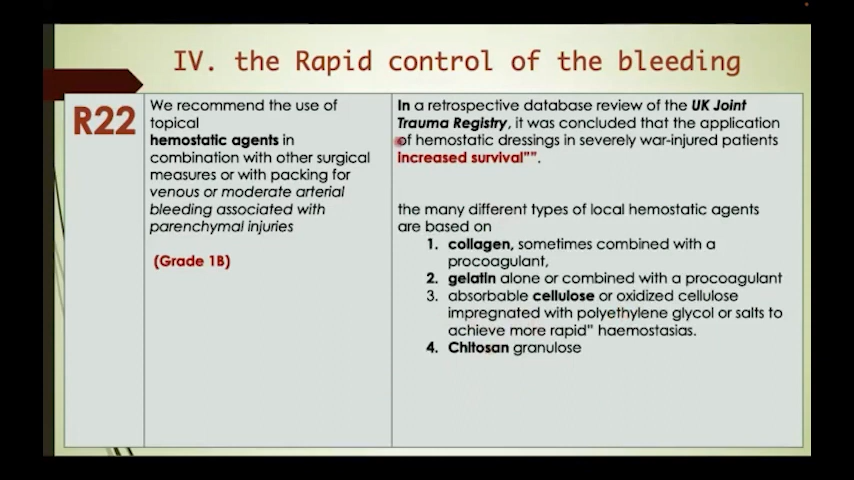 IV. the Rapid control of the bleeding
R22
We recommend the use of
topical
hemostatic agents in
combination with other surgical
measures or with packing for
venous or moderate arterial
bleeding associated with
parenchymal injuries
(Grade 1B)
In a retrospective database review of the UK Joint
Trauma Registry, it was concluded that the application
of hemostatic dressings in severely war-injured patients
increased survival””.
the many different types of local hemostatic agents
are based on
1. collagen, sometimes combined with a
procoagulant,
2. gelatin alone or combined with a procoagulant
3. absorbable cellulose or oxidized cellulose
impregnated with polyethylene glycol or salts to
achieve more rapid” haemostasias.
4. Chitosan granulose